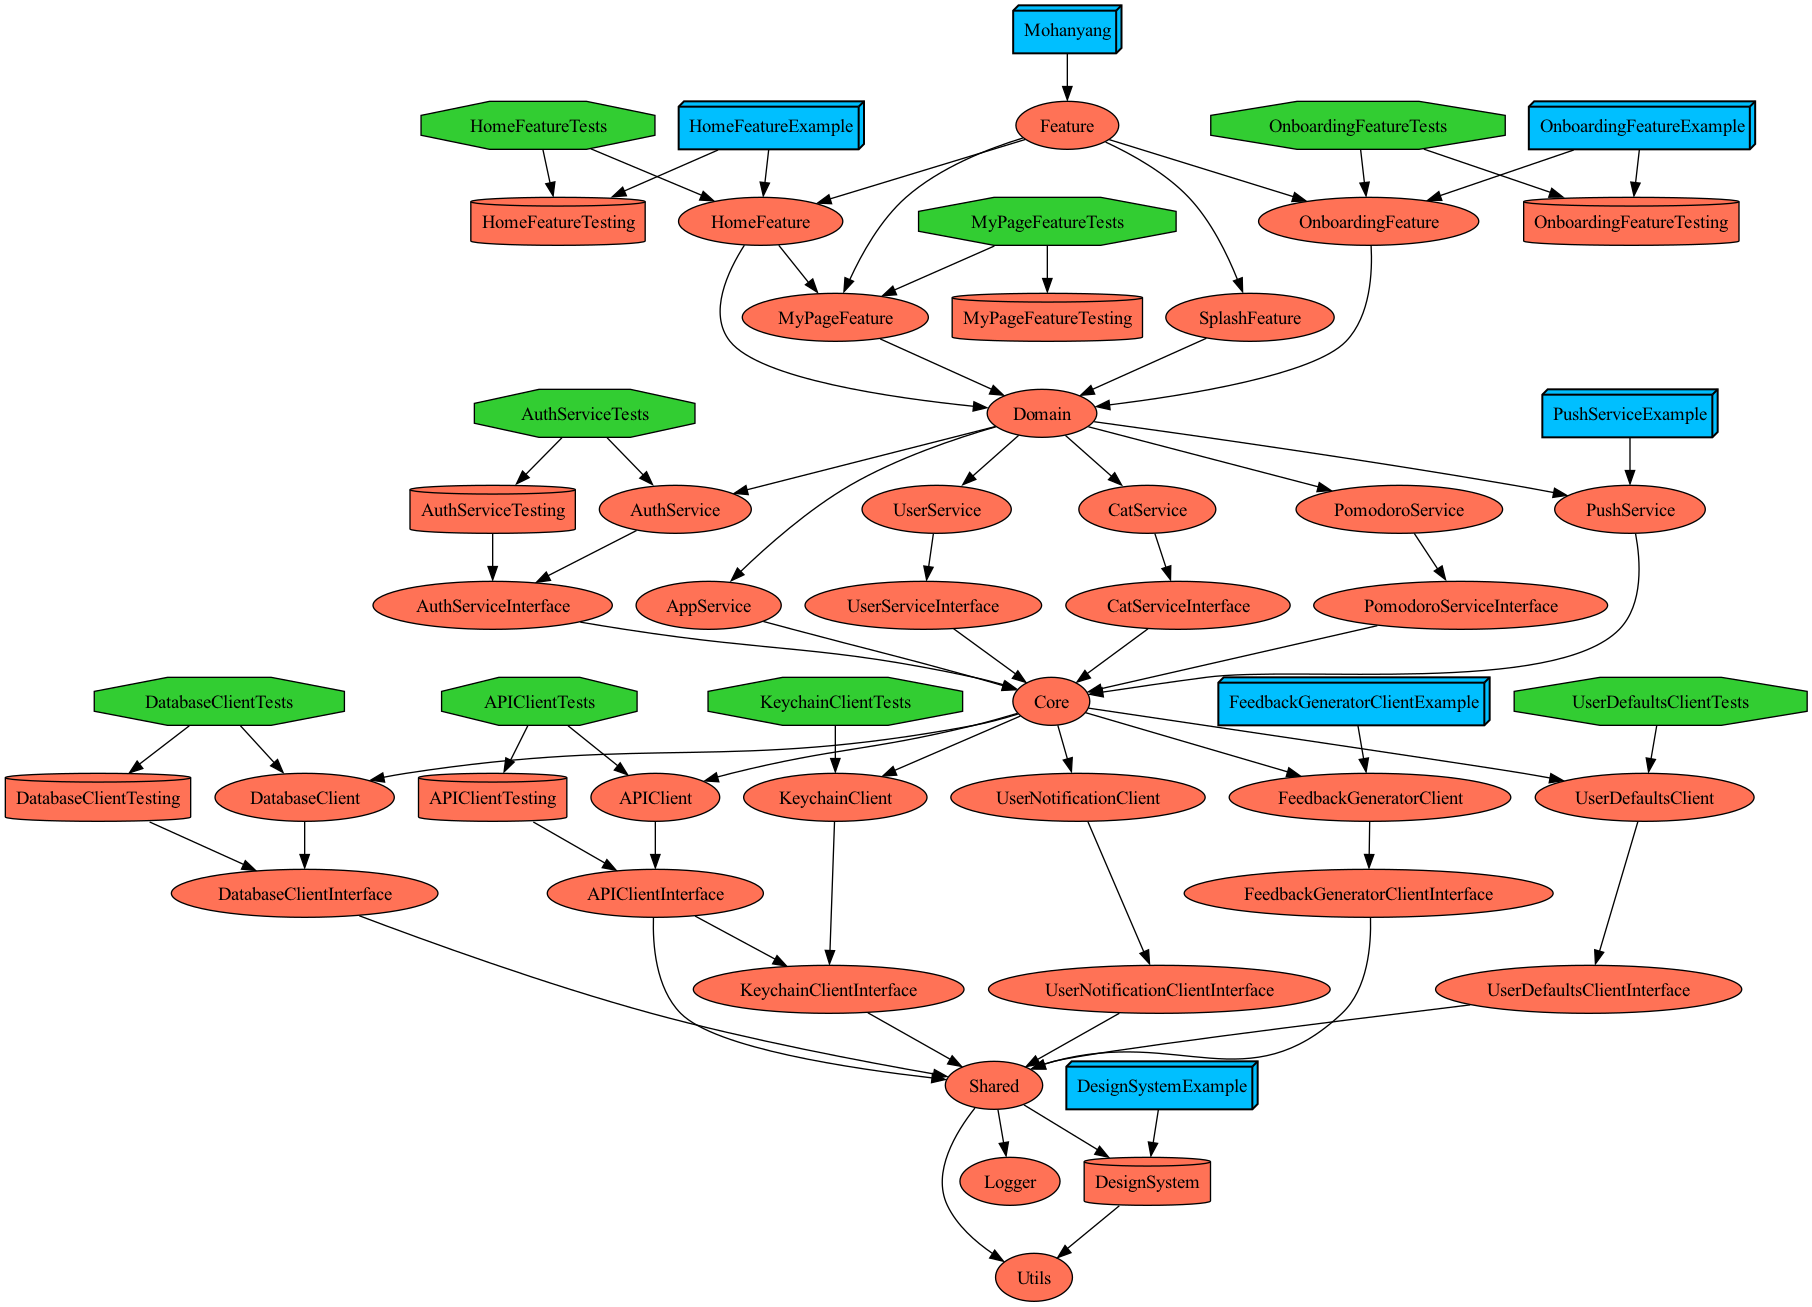 Mohanyang
HomeFeatureTests
HomeFeatureExample
Feature
OnboardingFeatureTests
OnboardingFeatureExample
HomeFeatureTesting
HomeFeature
MyPageFeatureTests
OnboardingFeature
OnboardingFeatureTesting
MyPageFeature
MyPageFeatureTesting
SplashFeature
AuthServiceTests
Domain
PushServiceExample
AuthServiceTesting
AuthService
UserService
CatService
PomodoroService
PushService
AuthServiceInterface
AppService
UserServiceInterface
CatServiceInterface
PomodoroServiceInterface
DatabaseClientTests
APIClientTests
KeychainClientTests
Core
FeedbackGeneratorClientExample
UserDefaultsClientTests
DatabaseClientTesting
DatabaseClient
APIClientTesting
APIClient
KeychainClient
UserNotificationClient
FeedbackGeneratorClient
UserDefaultsClient
DatabaseClientInterface
APIClientInterface
FeedbackGeneratorClientInterface
KeychainClientInterface
UserNotificationClientInterface
UserDefaultsClientInterface
Shared
DesignSystemExample
Logger
DesignSystem
Utils